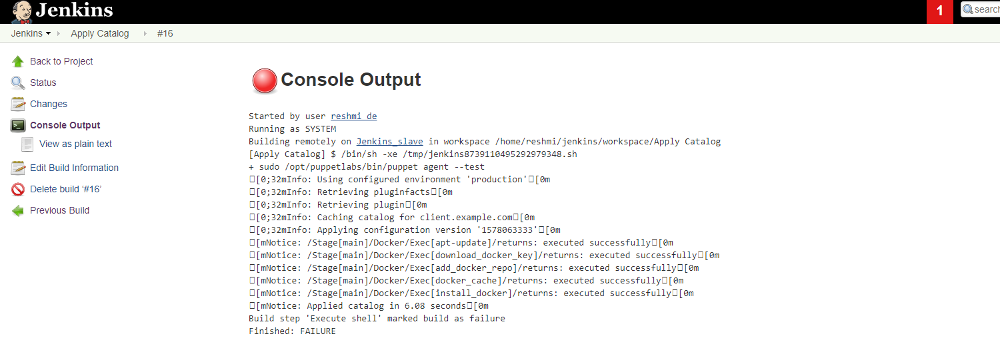 Jenkins
1
search
Jenkins
Apply Catalog
#16
Back to Project
Status
Changes
Console Output
View as plain text
Edit Build Information
Delete build ‘#16’
Previous Build
Console Output
Started by user reshmi de
Running as SYSTEM
Building remotely on Jenkins_slave in workspace /home/reshmi/jenkins/workspace/Apply Catalog
[Apply Catalog] $ /bin/sh -xe /tmp/jenkins8739110495292979348.sh
+ sudo /opt/puppetlabs/bin/puppet agent --test
□[0;32mInfo: Using configured environment 'production'□[0m
□[0;32mInfo: Retrieving pluginfacts□[0m
□[0;32mInfo: Retrieving plugin□[0m
□[0;32mInfo: Caching catalog for client.example.com□[0m
□[0;32mInfo: Applying configuration version '1578063333'□[0m
□[mNotice: /Stage[main]/Docker/Exec[apt-update]/returns: executed successfully□[0m
□[mNotice: /Stage[main]/Docker/Exec[download_docker_key]/returns: executed successfully□[0m
□[mNotice: /Stage[main]/Docker/Exec[add_docker_repo]/returns: executed successfully□[0m
□[mNotice: /Stage[main]/Docker/Exec[docker_cache]/returns: executed successfully□[0m
□[mNotice: /Stage[main]/Docker/Exec[install_docker]/returns: executed successfully□[0m
□[mNotice: Applied catalog in 6.08 seconds□[0m
Build step 'Execute shell' marked build as failure
Finished: FAILURE